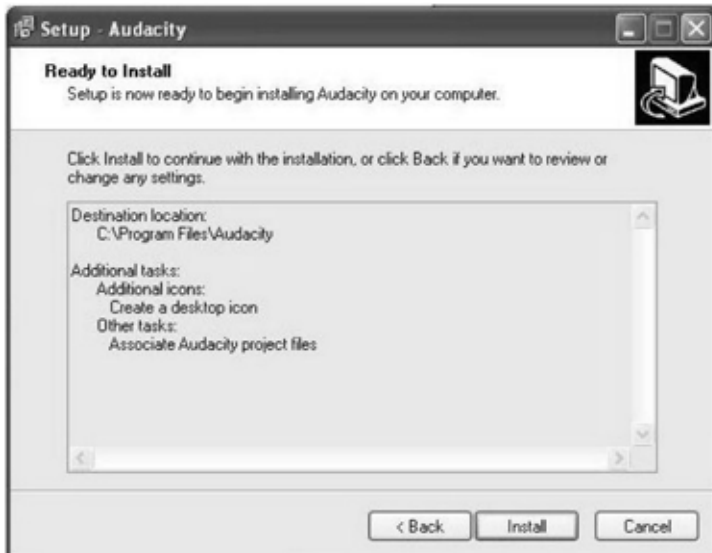 Setup - Audacity
Ready to Install
Setup is now ready to begin installing Audacity on your computer.
Click Install to continue with the installation, or click Back if you want to review or
change any settings.
Destination location:
C:\Program Files\Audacity
Additional tasks:
Additional icons:
Create a desktop icon
Other tasks:
Associate Audacity project files
< Back
Install
Cancel